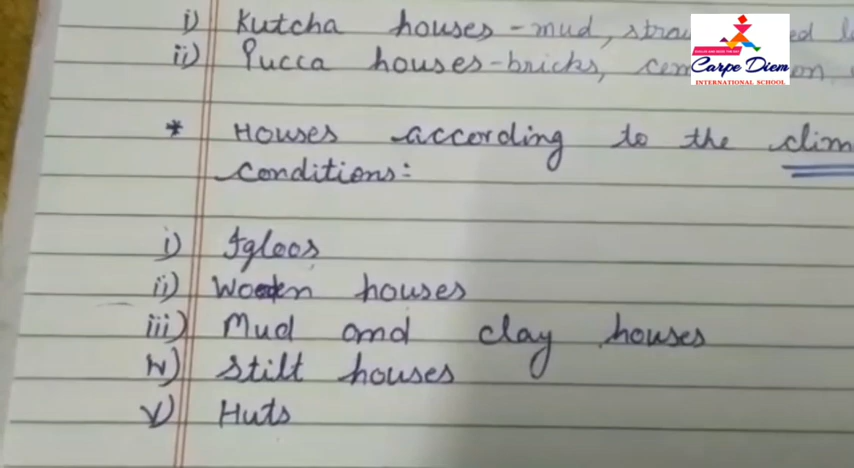 i) Kutcha houses - mud,
ii) Pucca houses - bricks,
Carpe Diem
INTERNATIONAL SCHOOL
* Houses according to the
conditions:
i) Igloos
ii) Wooden houses
iii) Mud and clay houses
iv) Stilt houses
v) Huts